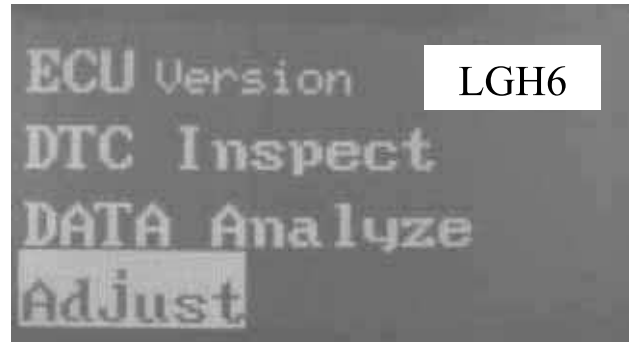 ECU Version
LGH6
DTC Inspect
DATA Analyze
Adjust